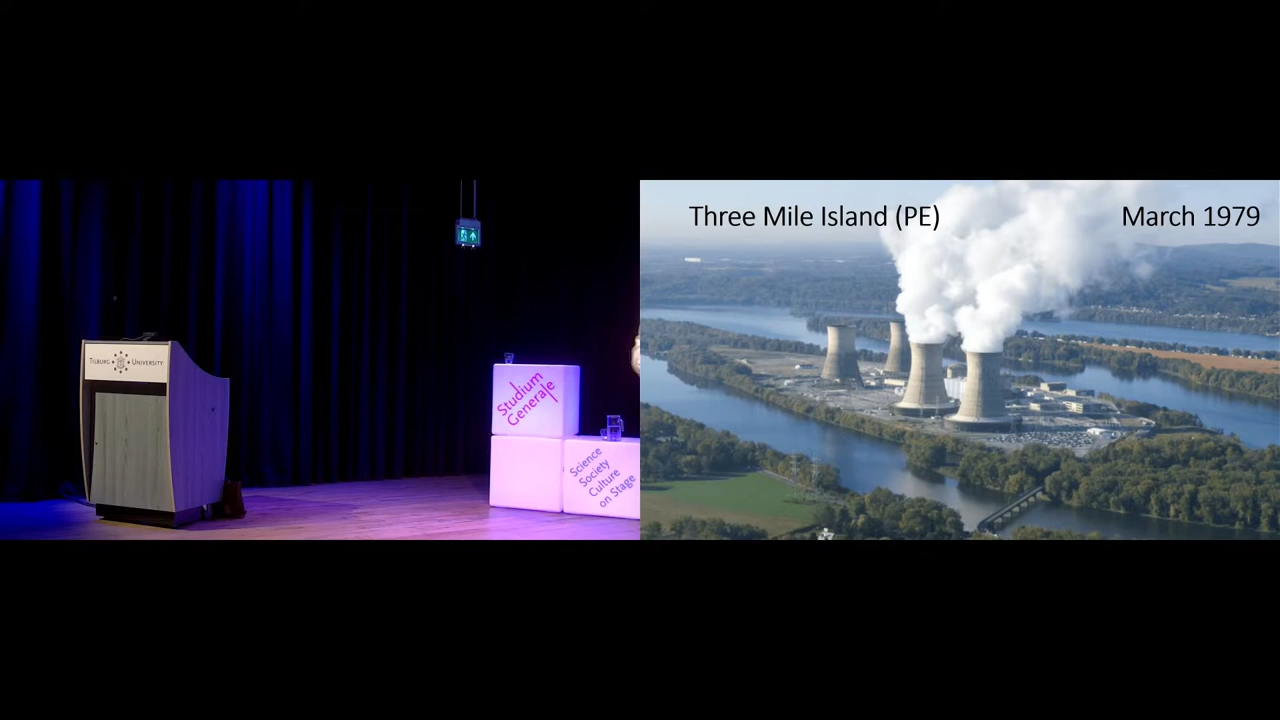 TILBURG UNIVERSITY
Studium
Generale
Science
Society
Culture
on Stage
Three Mile Island (PE)
March 1979